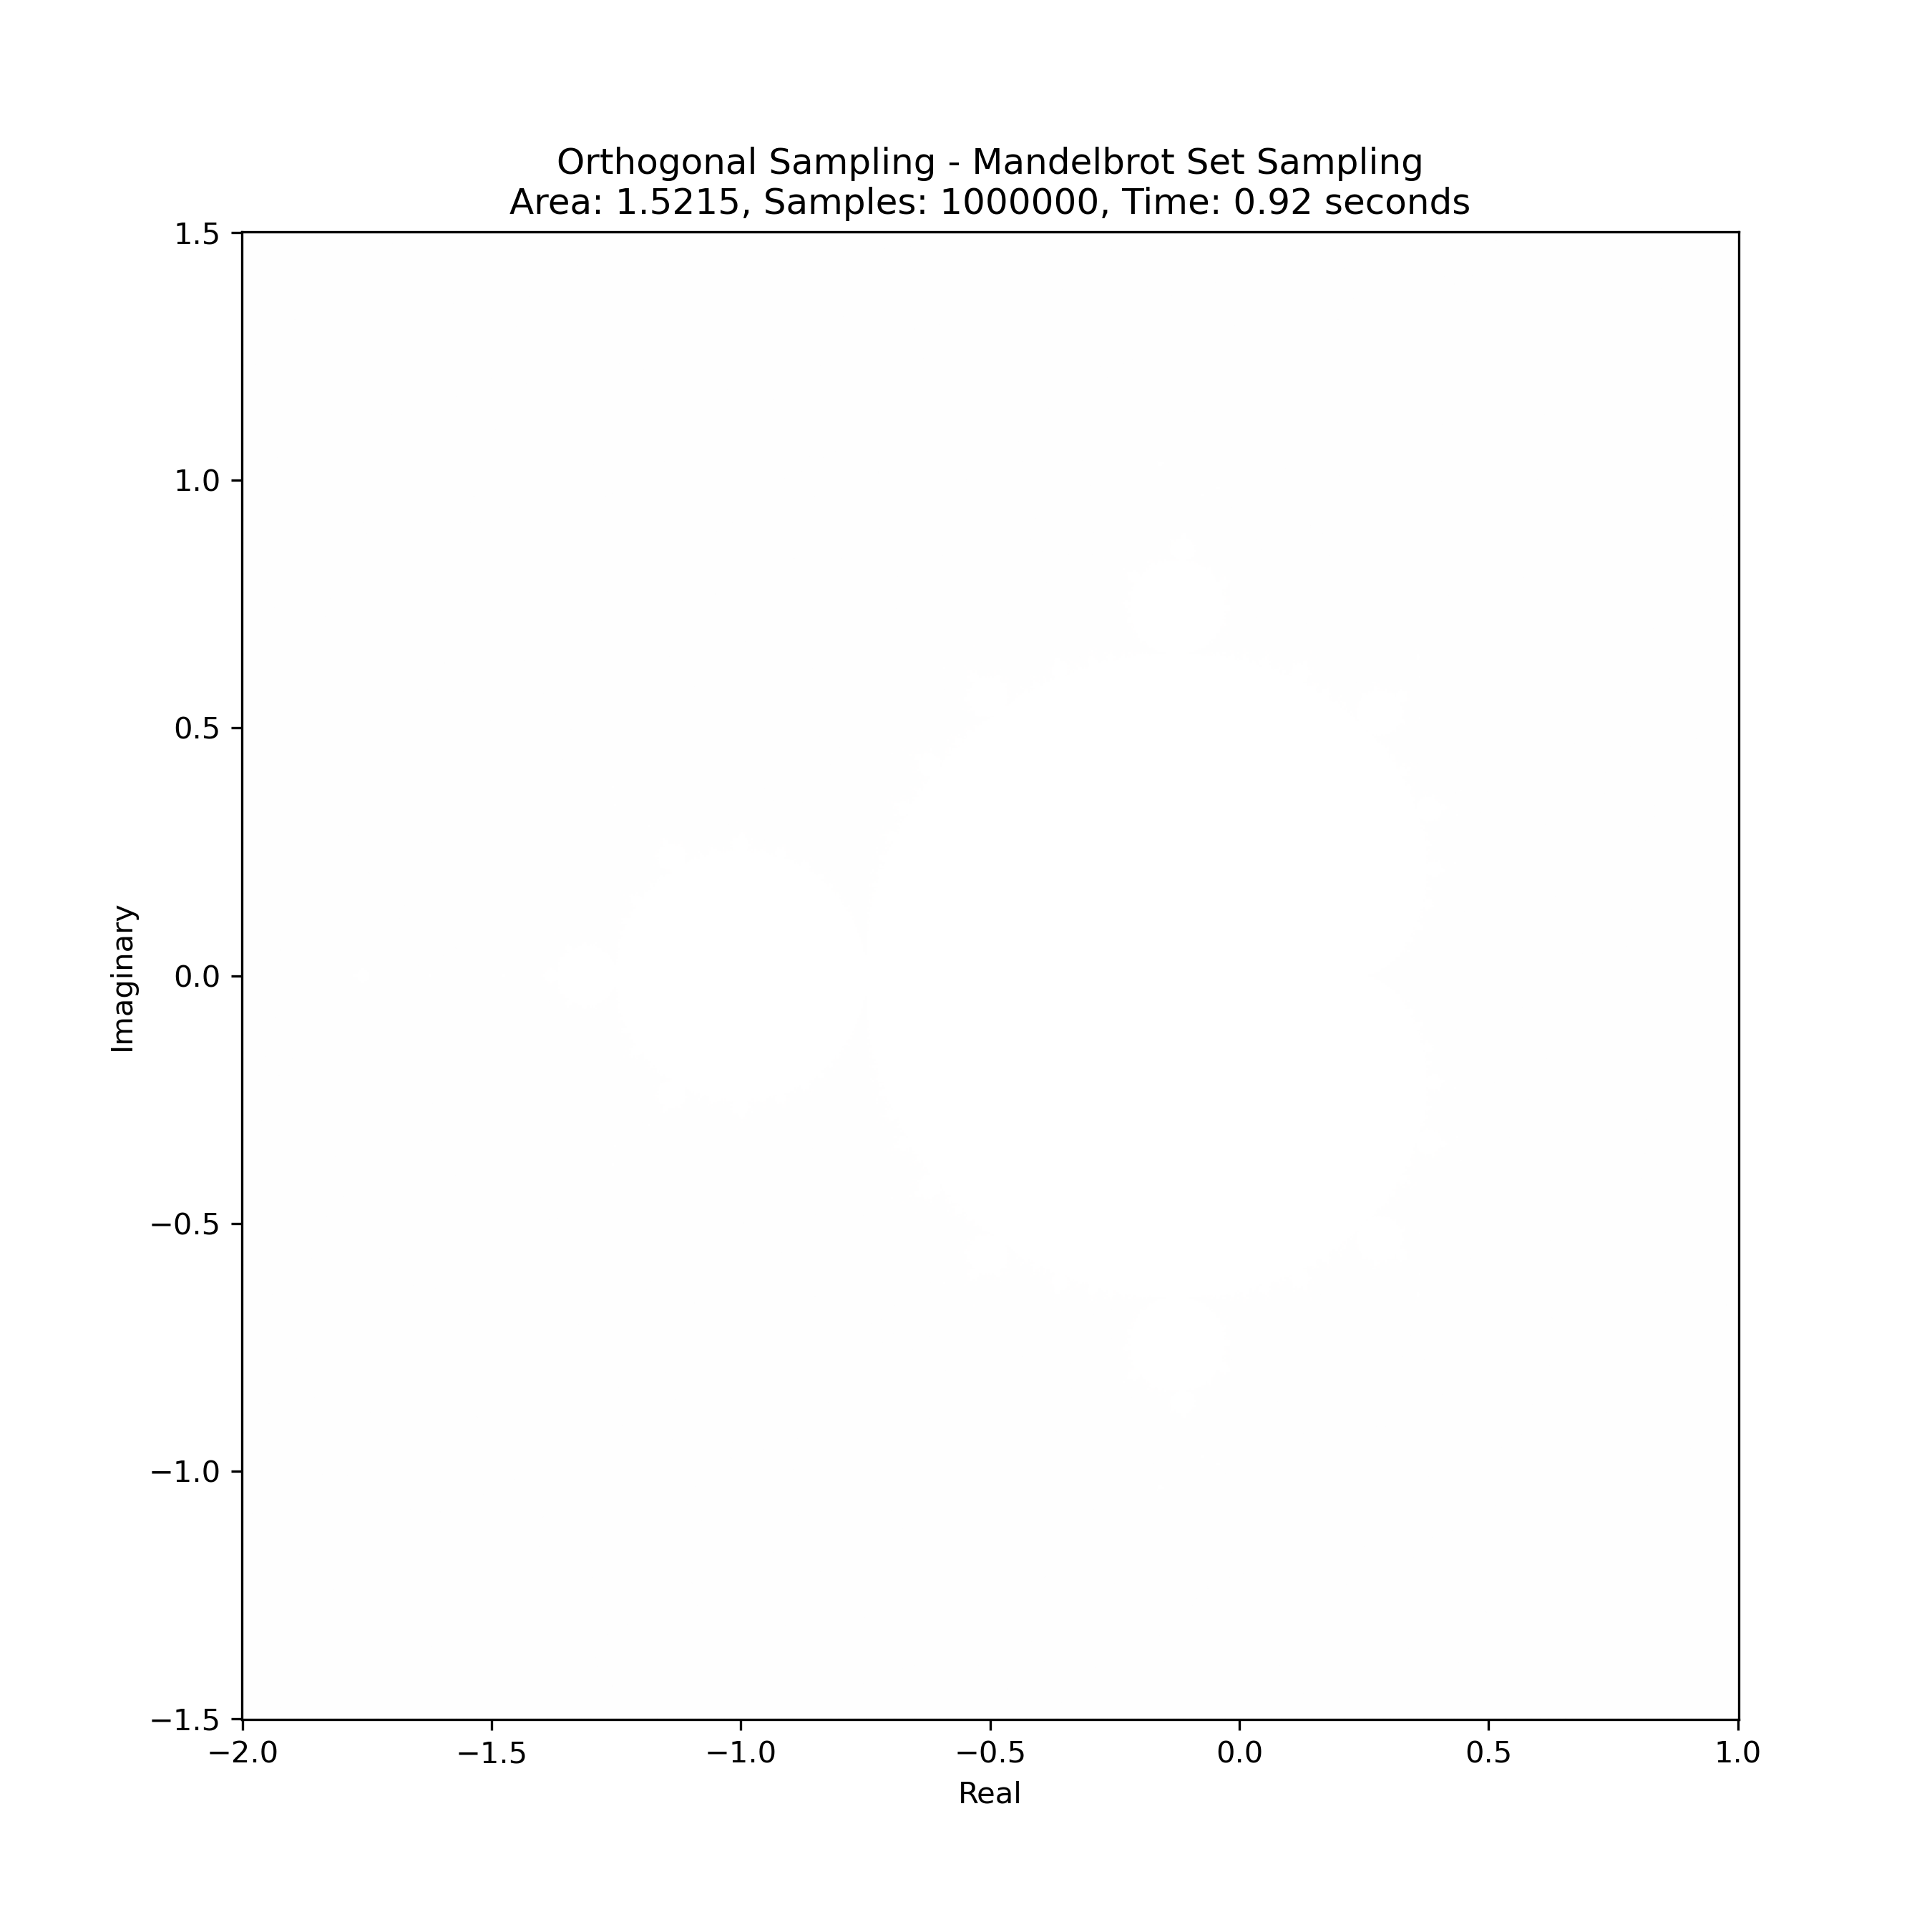 Orthogonal Sampling - Mandelbrot Set Sampling
Area: 1.5215, Samples: 1000000, Time: 0.92 seconds
1.5
1.0
0.5
0.0
−0.5
−1.0
−1.5
Imaginary
−2.0 −1.5 −1.0 −0.5 0.0 0.5 1.0
Real